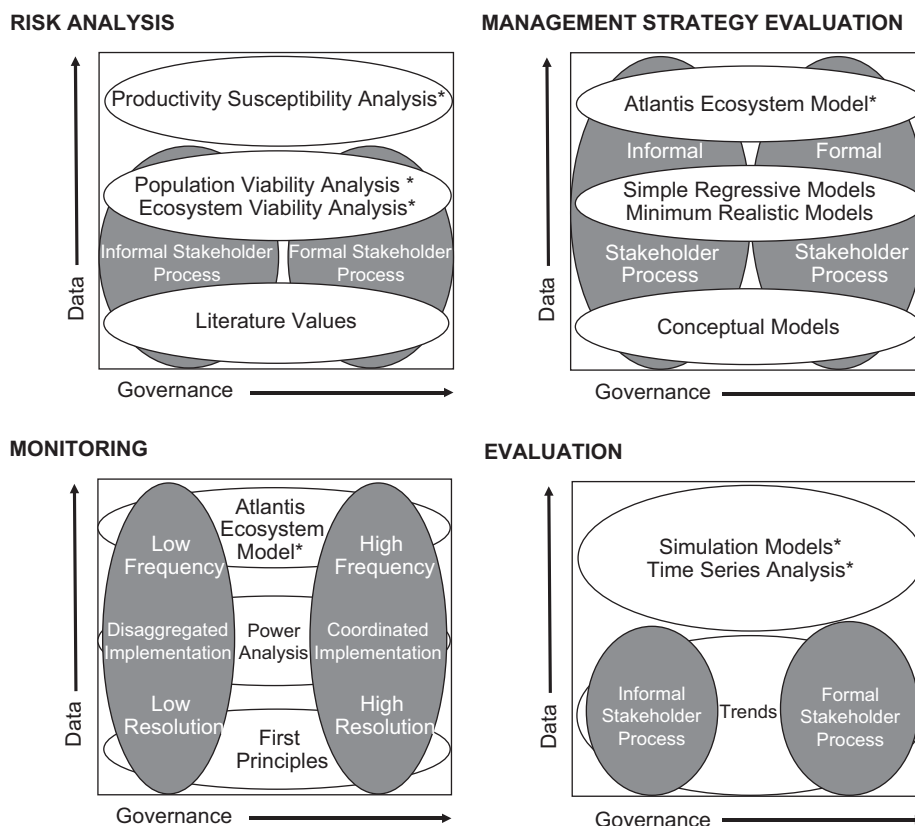 RISK ANALYSIS
Productivity Susceptibility Analysis*
Population Viability Analysis *
Ecosystem Viability Analysis*
Informal Stakeholder
Process
Formal Stakeholder
Process
Literature Values
Data
Governance
MANAGEMENT STRATEGY EVALUATION
Atlantis Ecosystem Model*
Informal
Formal
Simple Regressive Models
Minimum Realistic Models
Stakeholder
Process
Stakeholder
Process
Conceptual Models
Data
Governance
MONITORING
Atlantis
Ecosystem
Model*
Low
Frequency
High
Frequency
Disaggregated
Implementation
Power
Analysis
Coordinated
Implementation
Low
Resolution
High
Resolution
First
Principles
Data
Governance
EVALUATION
Simulation Models*
Time Series Analysis*
Informal
Stakeholder
Process
Trends
Formal
Stakeholder
Process
Data
Governance